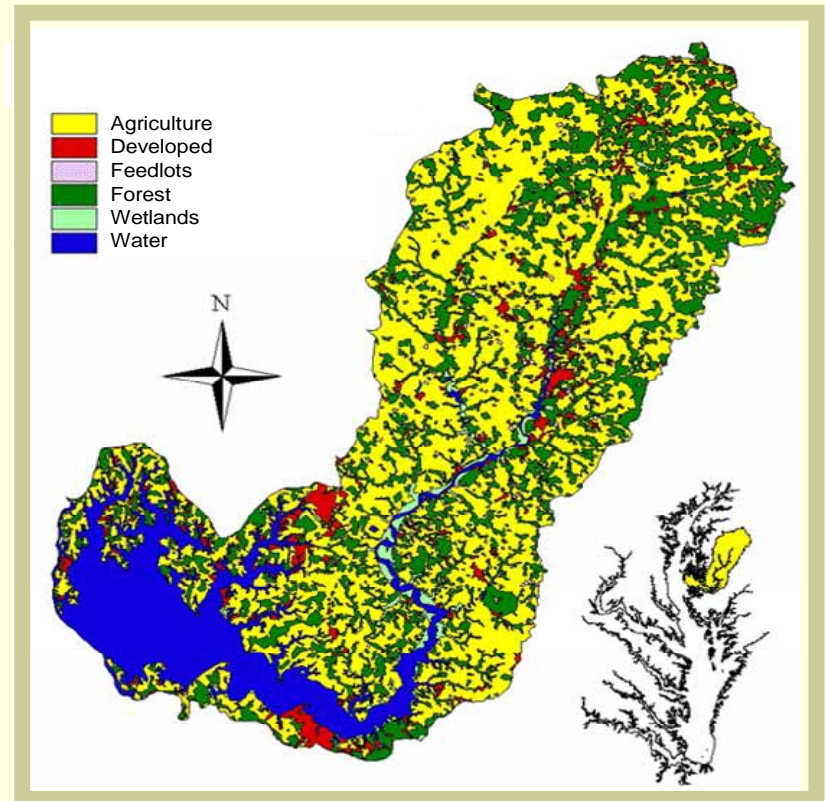 Agriculture
Developed
Feedlots
Forest
Wetlands
Water
N